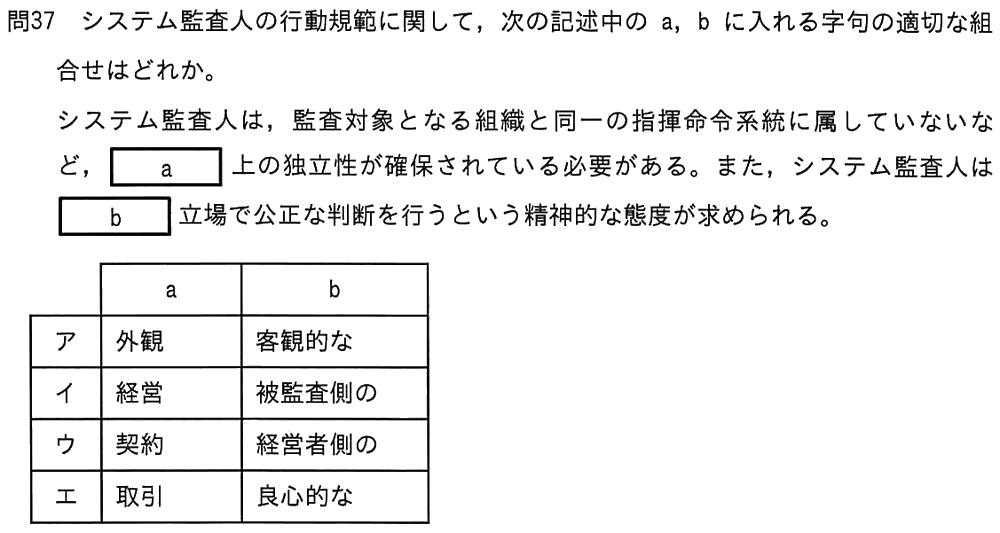 問37 システム監査人の行動規範に関して，次の記述中の a，b に入れる字句の適切な組
合せはどれか。
システム監査人は，監査対象となる組織と同一の指揮命令系統に属していないな
ど， a 上の独立性が確保されている必要がある。また，システム監査人は
b 立場で公正な判断を行うという精神的な態度が求められる。
a b
ア 外観 客観的な
イ 経営 被監査側の
ウ 契約 経営者側の
エ 取引 良心的な